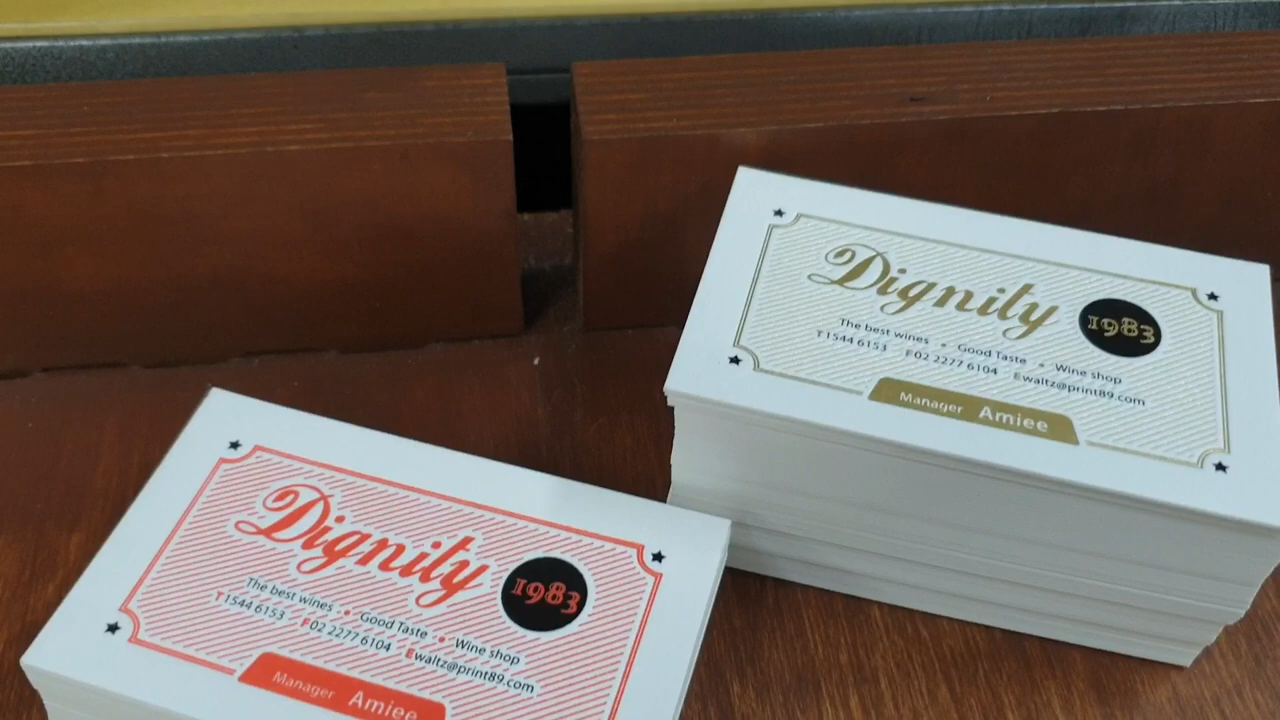 Dignity
1983
The best wines • Good Taste • Wine shop
T1544 6153 F02 2277 6104 Ewaltz@print89.com
Manager Amiee
Dignity
1983
The best wines • Good Taste • Wine shop
T1544 6153 F02 2277 6104 Ewaltz@print89.com
Manager Amiee